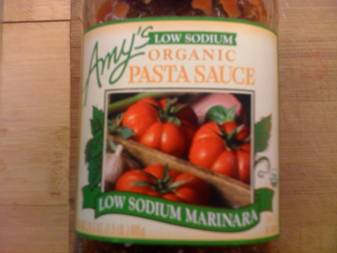 Amy's
LOW SODIUM
ORGANIC
PASTA SAUCE
LOW SODIUM MARINARA